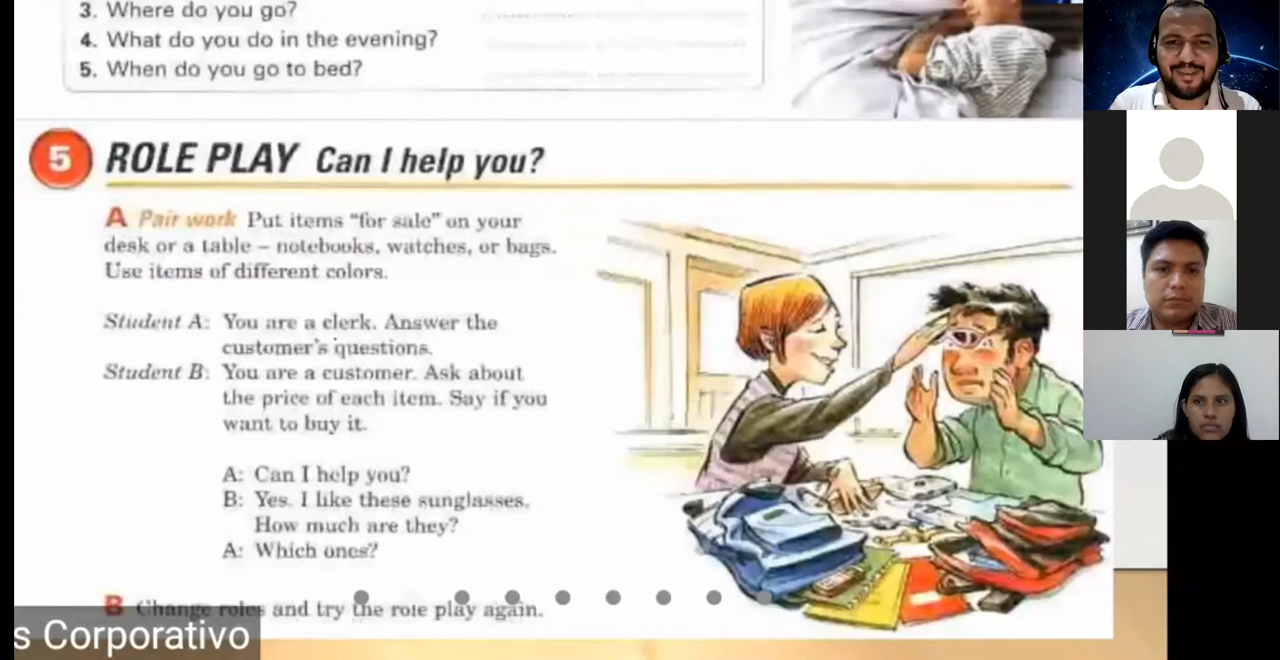 3. Where do you go?
4. What do you do in the evening?
5. When do you go to bed?
5 ROLE PLAY Can I help you?
A Pair work Put items "for sale" on your
desk or a table – notebooks, watches, or bags.
Use items of different colors.
Student A: You are a clerk. Answer the
customer's questions.
Student B: You are a customer. Ask about
the price of each item. Say if you
want to buy it.
A: Can I help you?
B: Yes. I like these sunglasses.
How much are they?
A: Which ones?
B Change roles and try the role play again.
s Corporativo